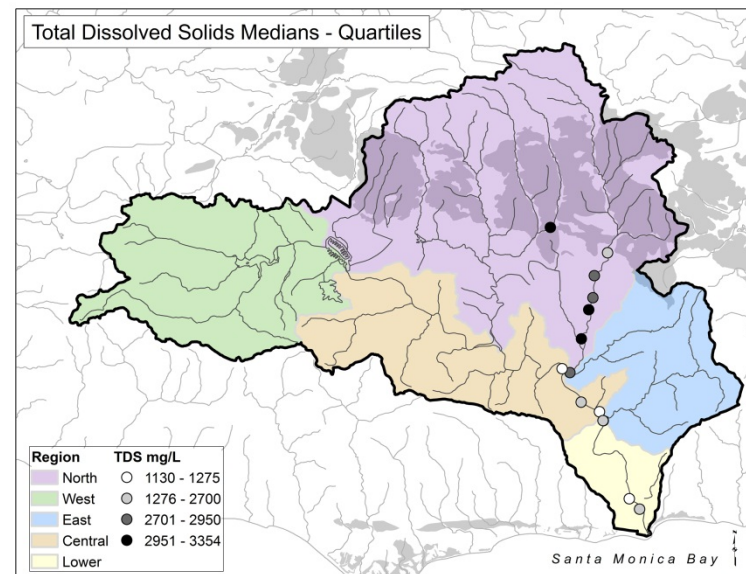 Total Dissolved Solids Medians - Quartiles
Region TDS mg/L
North 1130 - 1275
West 1276 - 2700
East 2701 - 2950
Central 2951 - 3354
Lower
Santa Monica Bay